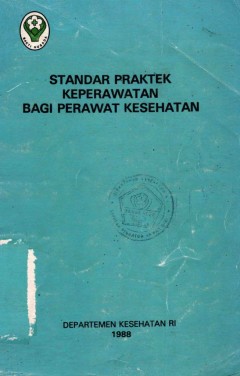 STANDAR PRAKTEK
KEPERAWATAN
BAGI PERAWAT KESEHATAN
DEPARTEMEN KESEHATAN RI
1988